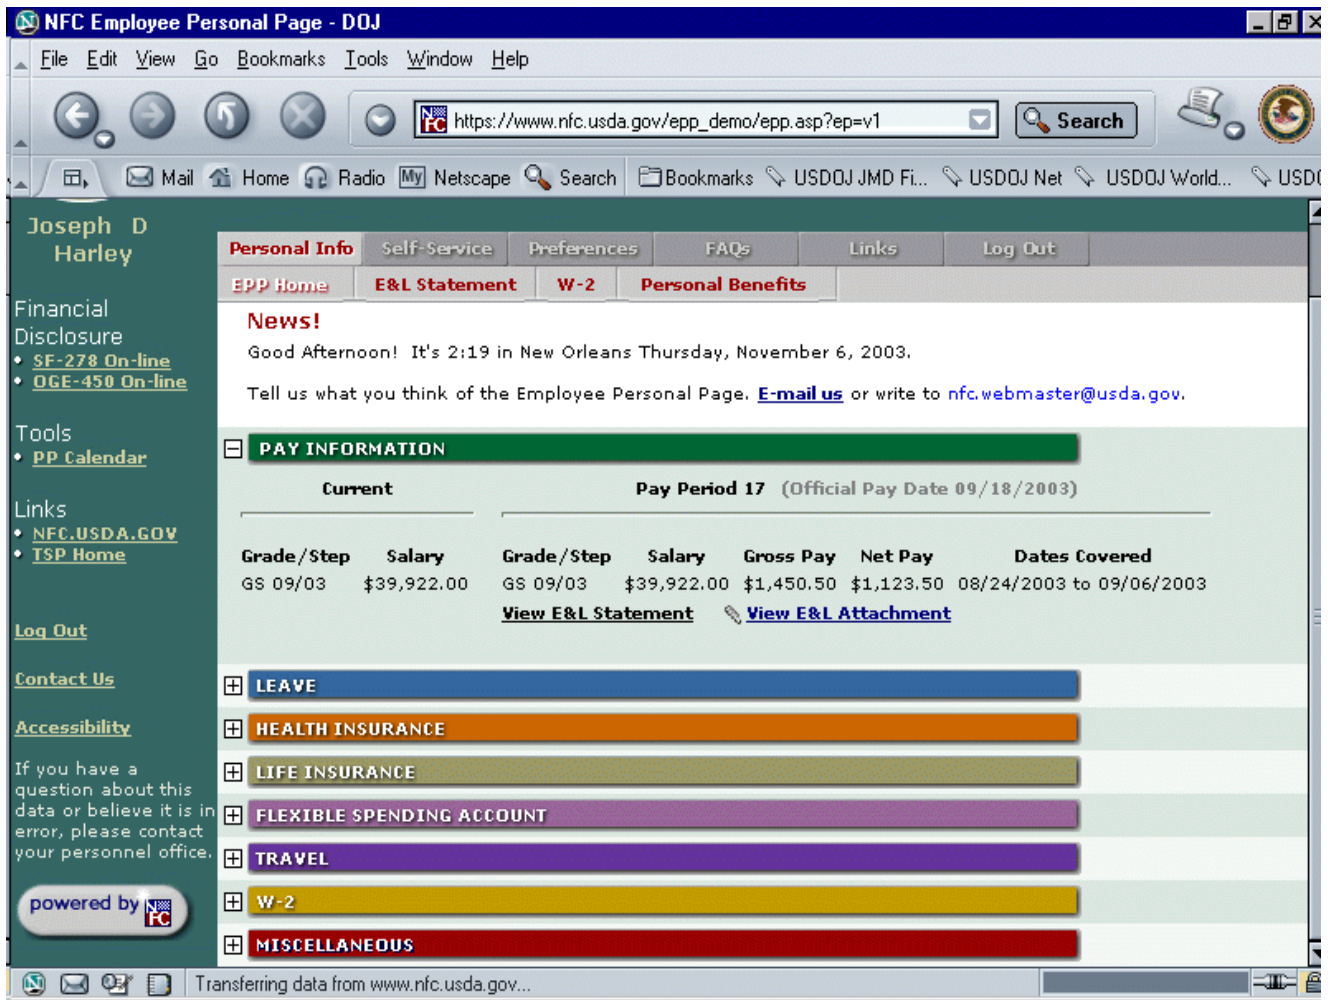 NFC Employee Personal Page - DOJ
File Edit View Go Bookmarks Tools Window Help
https://www.nfc.usda.gov/epp_demo/epp.asp?ep=v1 Search
Mail Home Radio My Netscape Search Bookmarks USDOJ JMD Fi... USDOJ Net USDOJ World... USDO
Joseph D
Harley
Personal Info Self-Service Preferences FAQs Links Log Out
EPP Home E&L Statement W-2 Personal Benefits
Financial
Disclosure
• SF-278 On-line
• OGE-450 On-line
Tools
• PP Calendar
Links
• NFC.USDA.GOV
• TSP Home
Log Out
Contact Us
Accessibility
If you have a
question about this
data or believe it is in
error, please contact
your personnel office.
powered by NFC
News!
Good Afternoon! It's 2:19 in New Orleans Thursday, November 6, 2003.
Tell us what you think of the Employee Personal Page. E-mail us or write to nfc.webmaster@usda.gov.
PAY INFORMATION
Current Pay Period 17 (Official Pay Date 09/18/2003)
Grade/Step Salary Grade/Step Salary Gross Pay Net Pay Dates Covered
GS 09/03 $39,922.00 GS 09/03 $39,922.00 $1,450.50 $1,123.50 08/24/2003 to 09/06/2003
View E&L Statement View E&L Attachment
LEAVE
HEALTH INSURANCE
LIFE INSURANCE
FLEXIBLE SPENDING ACCOUNT
TRAVEL
W-2
MISCELLANEOUS
Transferring data from www.nfc.usda.gov...